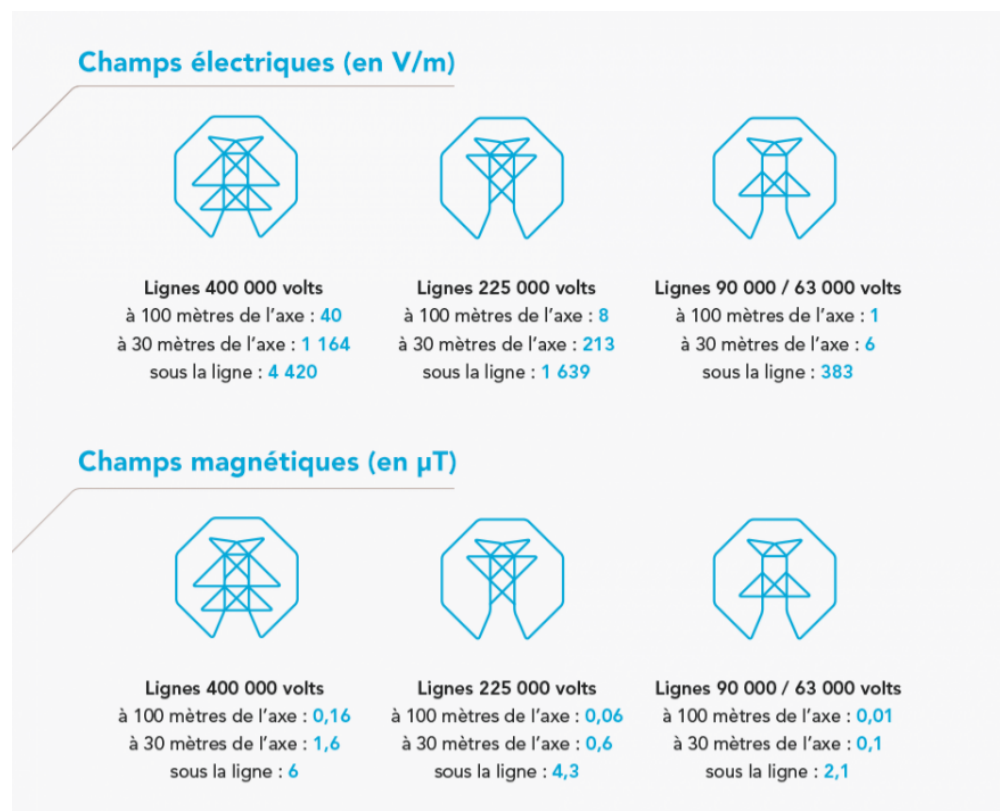 Champs électriques (en V/m)
Lignes 400 000 volts
à 100 mètres de l'axe : 40
à 30 mètres de l'axe : 1 164
sous la ligne : 4 420
Lignes 225 000 volts
à 100 mètres de l'axe : 8
à 30 mètres de l'axe : 213
sous la ligne : 1 639
Lignes 90 000 / 63 000 volts
à 100 mètres de l'axe : 1
à 30 mètres de l'axe : 6
sous la ligne : 383
Champs magnétiques (en µT)
Lignes 400 000 volts
à 100 mètres de l'axe : 0,16
à 30 mètres de l'axe : 1,6
sous la ligne : 6
Lignes 225 000 volts
à 100 mètres de l'axe : 0,06
à 30 mètres de l'axe : 0,6
sous la ligne : 4,3
Lignes 90 000 / 63 000 volts
à 100 mètres de l'axe : 0,01
à 30 mètres de l'axe : 0,1
sous la ligne : 2,1